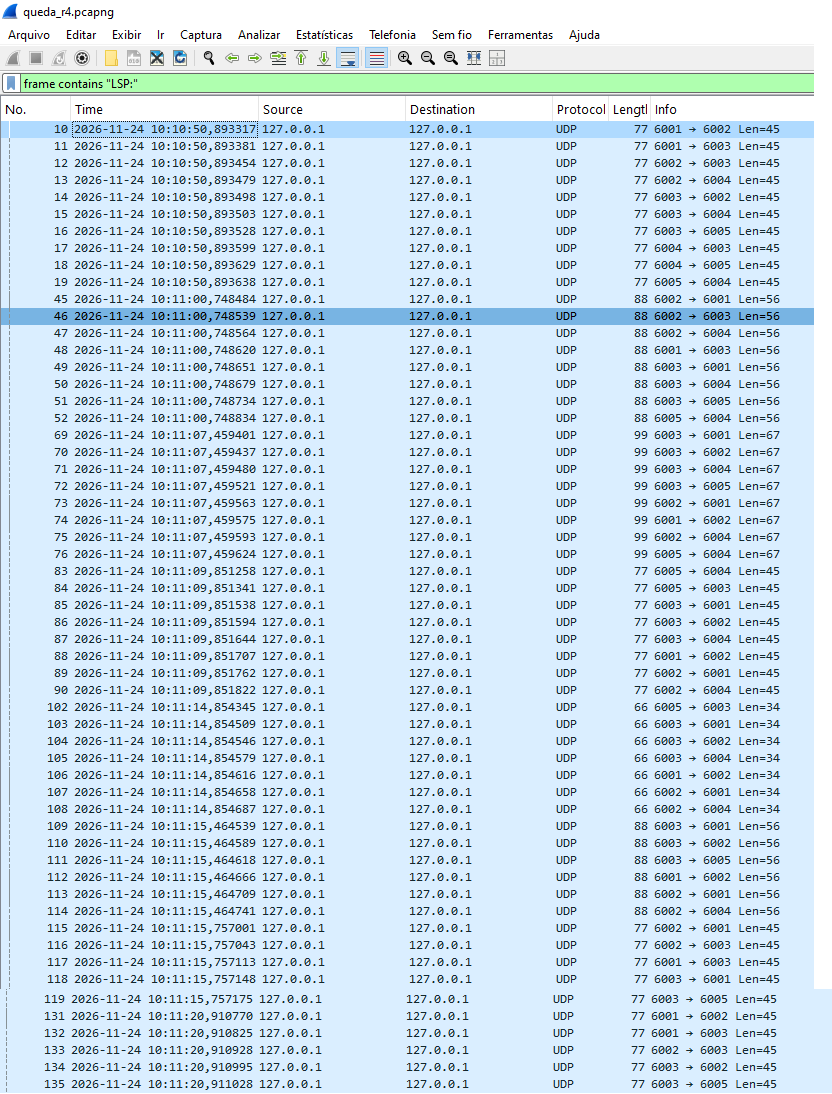 queda_r4.pcapng
Arquivo Editar Exibir Ir Captura Analizar Estatísticas Telefonia Sem fio Ferramentas Ajuda
frame contains "LSP:"
No. Time Source Destination Protocol Lengtl Info
10 2026-11-24 10:10:50,893317 127.0.0.1 127.0.0.1 UDP 77 6001 → 6002 Len=45
11 2026-11-24 10:10:50,893381 127.0.0.1 127.0.0.1 UDP 77 6001 → 6003 Len=45
12 2026-11-24 10:10:50,893454 127.0.0.1 127.0.0.1 UDP 77 6002 → 6003 Len=45
13 2026-11-24 10:10:50,893479 127.0.0.1 127.0.0.1 UDP 77 6002 → 6004 Len=45
14 2026-11-24 10:10:50,893498 127.0.0.1 127.0.0.1 UDP 77 6003 → 6002 Len=45
15 2026-11-24 10:10:50,893503 127.0.0.1 127.0.0.1 UDP 77 6003 → 6004 Len=45
16 2026-11-24 10:10:50,893528 127.0.0.1 127.0.0.1 UDP 77 6003 → 6005 Len=45
17 2026-11-24 10:10:50,893599 127.0.0.1 127.0.0.1 UDP 77 6004 → 6003 Len=45
18 2026-11-24 10:10:50,893629 127.0.0.1 127.0.0.1 UDP 77 6004 → 6005 Len=45
19 2026-11-24 10:10:50,893638 127.0.0.1 127.0.0.1 UDP 77 6005 → 6004 Len=45
45 2026-11-24 10:11:00,748484 127.0.0.1 127.0.0.1 UDP 88 6002 → 6001 Len=56
46 2026-11-24 10:11:00,748539 127.0.0.1 127.0.0.1 UDP 88 6002 → 6003 Len=56
47 2026-11-24 10:11:00,748564 127.0.0.1 127.0.0.1 UDP 88 6002 → 6004 Len=56
48 2026-11-24 10:11:00,748620 127.0.0.1 127.0.0.1 UDP 88 6001 → 6003 Len=56
49 2026-11-24 10:11:00,748651 127.0.0.1 127.0.0.1 UDP 88 6003 → 6001 Len=56
50 2026-11-24 10:11:00,748679 127.0.0.1 127.0.0.1 UDP 88 6003 → 6004 Len=56
51 2026-11-24 10:11:00,748734 127.0.0.1 127.0.0.1 UDP 88 6003 → 6005 Len=56
52 2026-11-24 10:11:00,748834 127.0.0.1 127.0.0.1 UDP 88 6005 → 6004 Len=56
69 2026-11-24 10:11:07,459401 127.0.0.1 127.0.0.1 UDP 99 6003 → 6001 Len=67
70 2026-11-24 10:11:07,459437 127.0.0.1 127.0.0.1 UDP 99 6003 → 6002 Len=67
71 2026-11-24 10:11:07,459480 127.0.0.1 127.0.0.1 UDP 99 6003 → 6004 Len=67
72 2026-11-24 10:11:07,459521 127.0.0.1 127.0.0.1 UDP 99 6003 → 6005 Len=67
73 2026-11-24 10:11:07,459563 127.0.0.1 127.0.0.1 UDP 99 6002 → 6001 Len=67
74 2026-11-24 10:11:07,459575 127.0.0.1 127.0.0.1 UDP 99 6001 → 6002 Len=67
75 2026-11-24 10:11:07,459593 127.0.0.1 127.0.0.1 UDP 99 6002 → 6004 Len=67
76 2026-11-24 10:11:07,459624 127.0.0.1 127.0.0.1 UDP 99 6005 → 6004 Len=67
83 2026-11-24 10:11:09,851258 127.0.0.1 127.0.0.1 UDP 77 6005 → 6004 Len=45
84 2026-11-24 10:11:09,851341 127.0.0.1 127.0.0.1 UDP 77 6005 → 6003 Len=45
85 2026-11-24 10:11:09,851538 127.0.0.1 127.0.0.1 UDP 77 6003 → 6001 Len=45
86 2026-11-24 10:11:09,851594 127.0.0.1 127.0.0.1 UDP 77 6003 → 6002 Len=45
87 2026-11-24 10:11:09,851644 127.0.0.1 127.0.0.1 UDP 77 6003 → 6004 Len=45
88 2026-11-24 10:11:09,851707 127.0.0.1 127.0.0.1 UDP 77 6001 → 6002 Len=45
89 2026-11-24 10:11:09,851762 127.0.0.1 127.0.0.1 UDP 77 6002 → 6001 Len=45
90 2026-11-24 10:11:09,851822 127.0.0.1 127.0.0.1 UDP 77 6002 → 6004 Len=45
102 2026-11-24 10:11:14,854345 127.0.0.1 127.0.0.1 UDP 66 6005 → 6003 Len=34
103 2026-11-24 10:11:14,854509 127.0.0.1 127.0.0.1 UDP 66 6003 → 6001 Len=34
104 2026-11-24 10:11:14,854546 127.0.0.1 127.0.0.1 UDP 66 6003 → 6002 Len=34
105 2026-11-24 10:11:14,854579 127.0.0.1 127.0.0.1 UDP 66 6003 → 6004 Len=34
106 2026-11-24 10:11:14,854616 127.0.0.1 127.0.0.1 UDP 66 6001 → 6002 Len=34
107 2026-11-24 10:11:14,854658 127.0.0.1 127.0.0.1 UDP 66 6002 → 6001 Len=34
108 2026-11-24 10:11:14,854687 127.0.0.1 127.0.0.1 UDP 66 6002 → 6004 Len=34
109 2026-11-24 10:11:15,464539 127.0.0.1 127.0.0.1 UDP 88 6003 → 6001 Len=56
110 2026-11-24 10:11:15,464589 127.0.0.1 127.0.0.1 UDP 88 6003 → 6002 Len=56
111 2026-11-24 10:11:15,464618 127.0.0.1 127.0.0.1 UDP 88 6003 → 6005 Len=56
112 2026-11-24 10:11:15,464666 127.0.0.1 127.0.0.1 UDP 88 6001 → 6002 Len=56
113 2026-11-24 10:11:15,464709 127.0.0.1 127.0.0.1 UDP 88 6002 → 6001 Len=56
114 2026-11-24 10:11:15,464741 127.0.0.1 127.0.0.1 UDP 88 6002 → 6004 Len=56
115 2026-11-24 10:11:15,757001 127.0.0.1 127.0.0.1 UDP 77 6002 → 6001 Len=45
116 2026-11-24 10:11:15,757043 127.0.0.1 127.0.0.1 UDP 77 6002 → 6003 Len=45
117 2026-11-24 10:11:15,757113 127.0.0.1 127.0.0.1 UDP 77 6001 → 6003 Len=45
118 2026-11-24 10:11:15,757148 127.0.0.1 127.0.0.1 UDP 77 6003 → 6001 Len=45
119 2026-11-24 10:11:15,757175 127.0.0.1 127.0.0.1 UDP 77 6003 → 6005 Len=45
131 2026-11-24 10:11:20,910770 127.0.0.1 127.0.0.1 UDP 77 6001 → 6002 Len=45
132 2026-11-24 10:11:20,910825 127.0.0.1 127.0.0.1 UDP 77 6001 → 6003 Len=45
133 2026-11-24 10:11:20,910928 127.0.0.1 127.0.0.1 UDP 77 6002 → 6003 Len=45
134 2026-11-24 10:11:20,910995 127.0.0.1 127.0.0.1 UDP 77 6003 → 6002 Len=45
135 2026-11-24 10:11:20,911028 127.0.0.1 127.0.0.1 UDP 77 6003 → 6005 Len=45